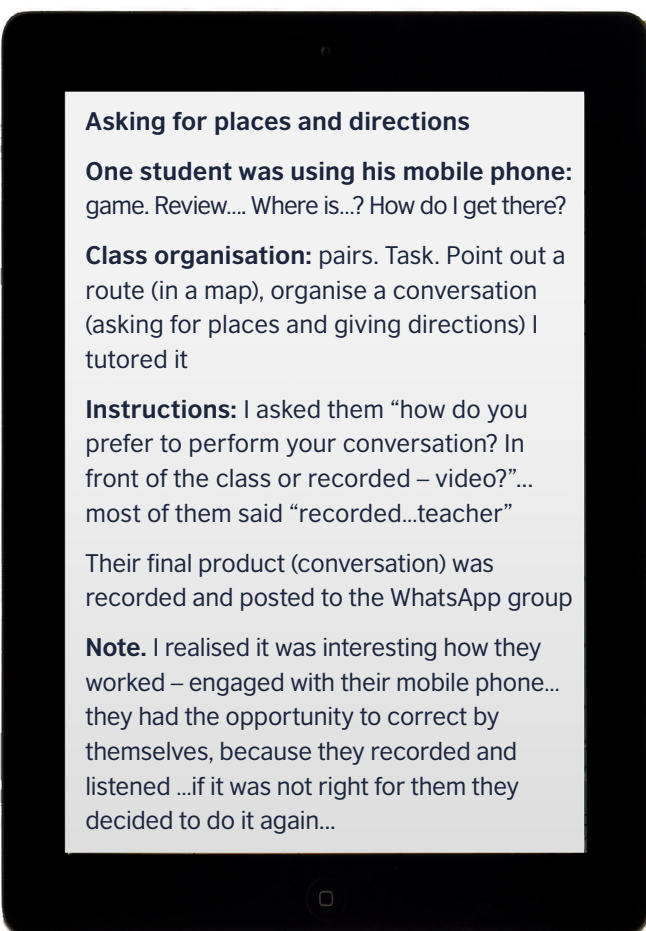 Asking for places and directions
One student was using his mobile phone:
game. Review.... Where is...? How do I get there?
Class organisation: pairs. Task. Point out a
route (in a map), organise a conversation
(asking for places and giving directions) I
tutored it
Instructions: I asked them “how do you
prefer to perform your conversation? In
front of the class or recorded – video?”...
most of them said “recorded...teacher”
Their final product (conversation) was
recorded and posted to the WhatsApp group
Note. I realised it was interesting how they
worked – engaged with their mobile phone...
they had the opportunity to correct by
themselves, because they recorded and
listened ...if it was not right for them they
decided to do it again...